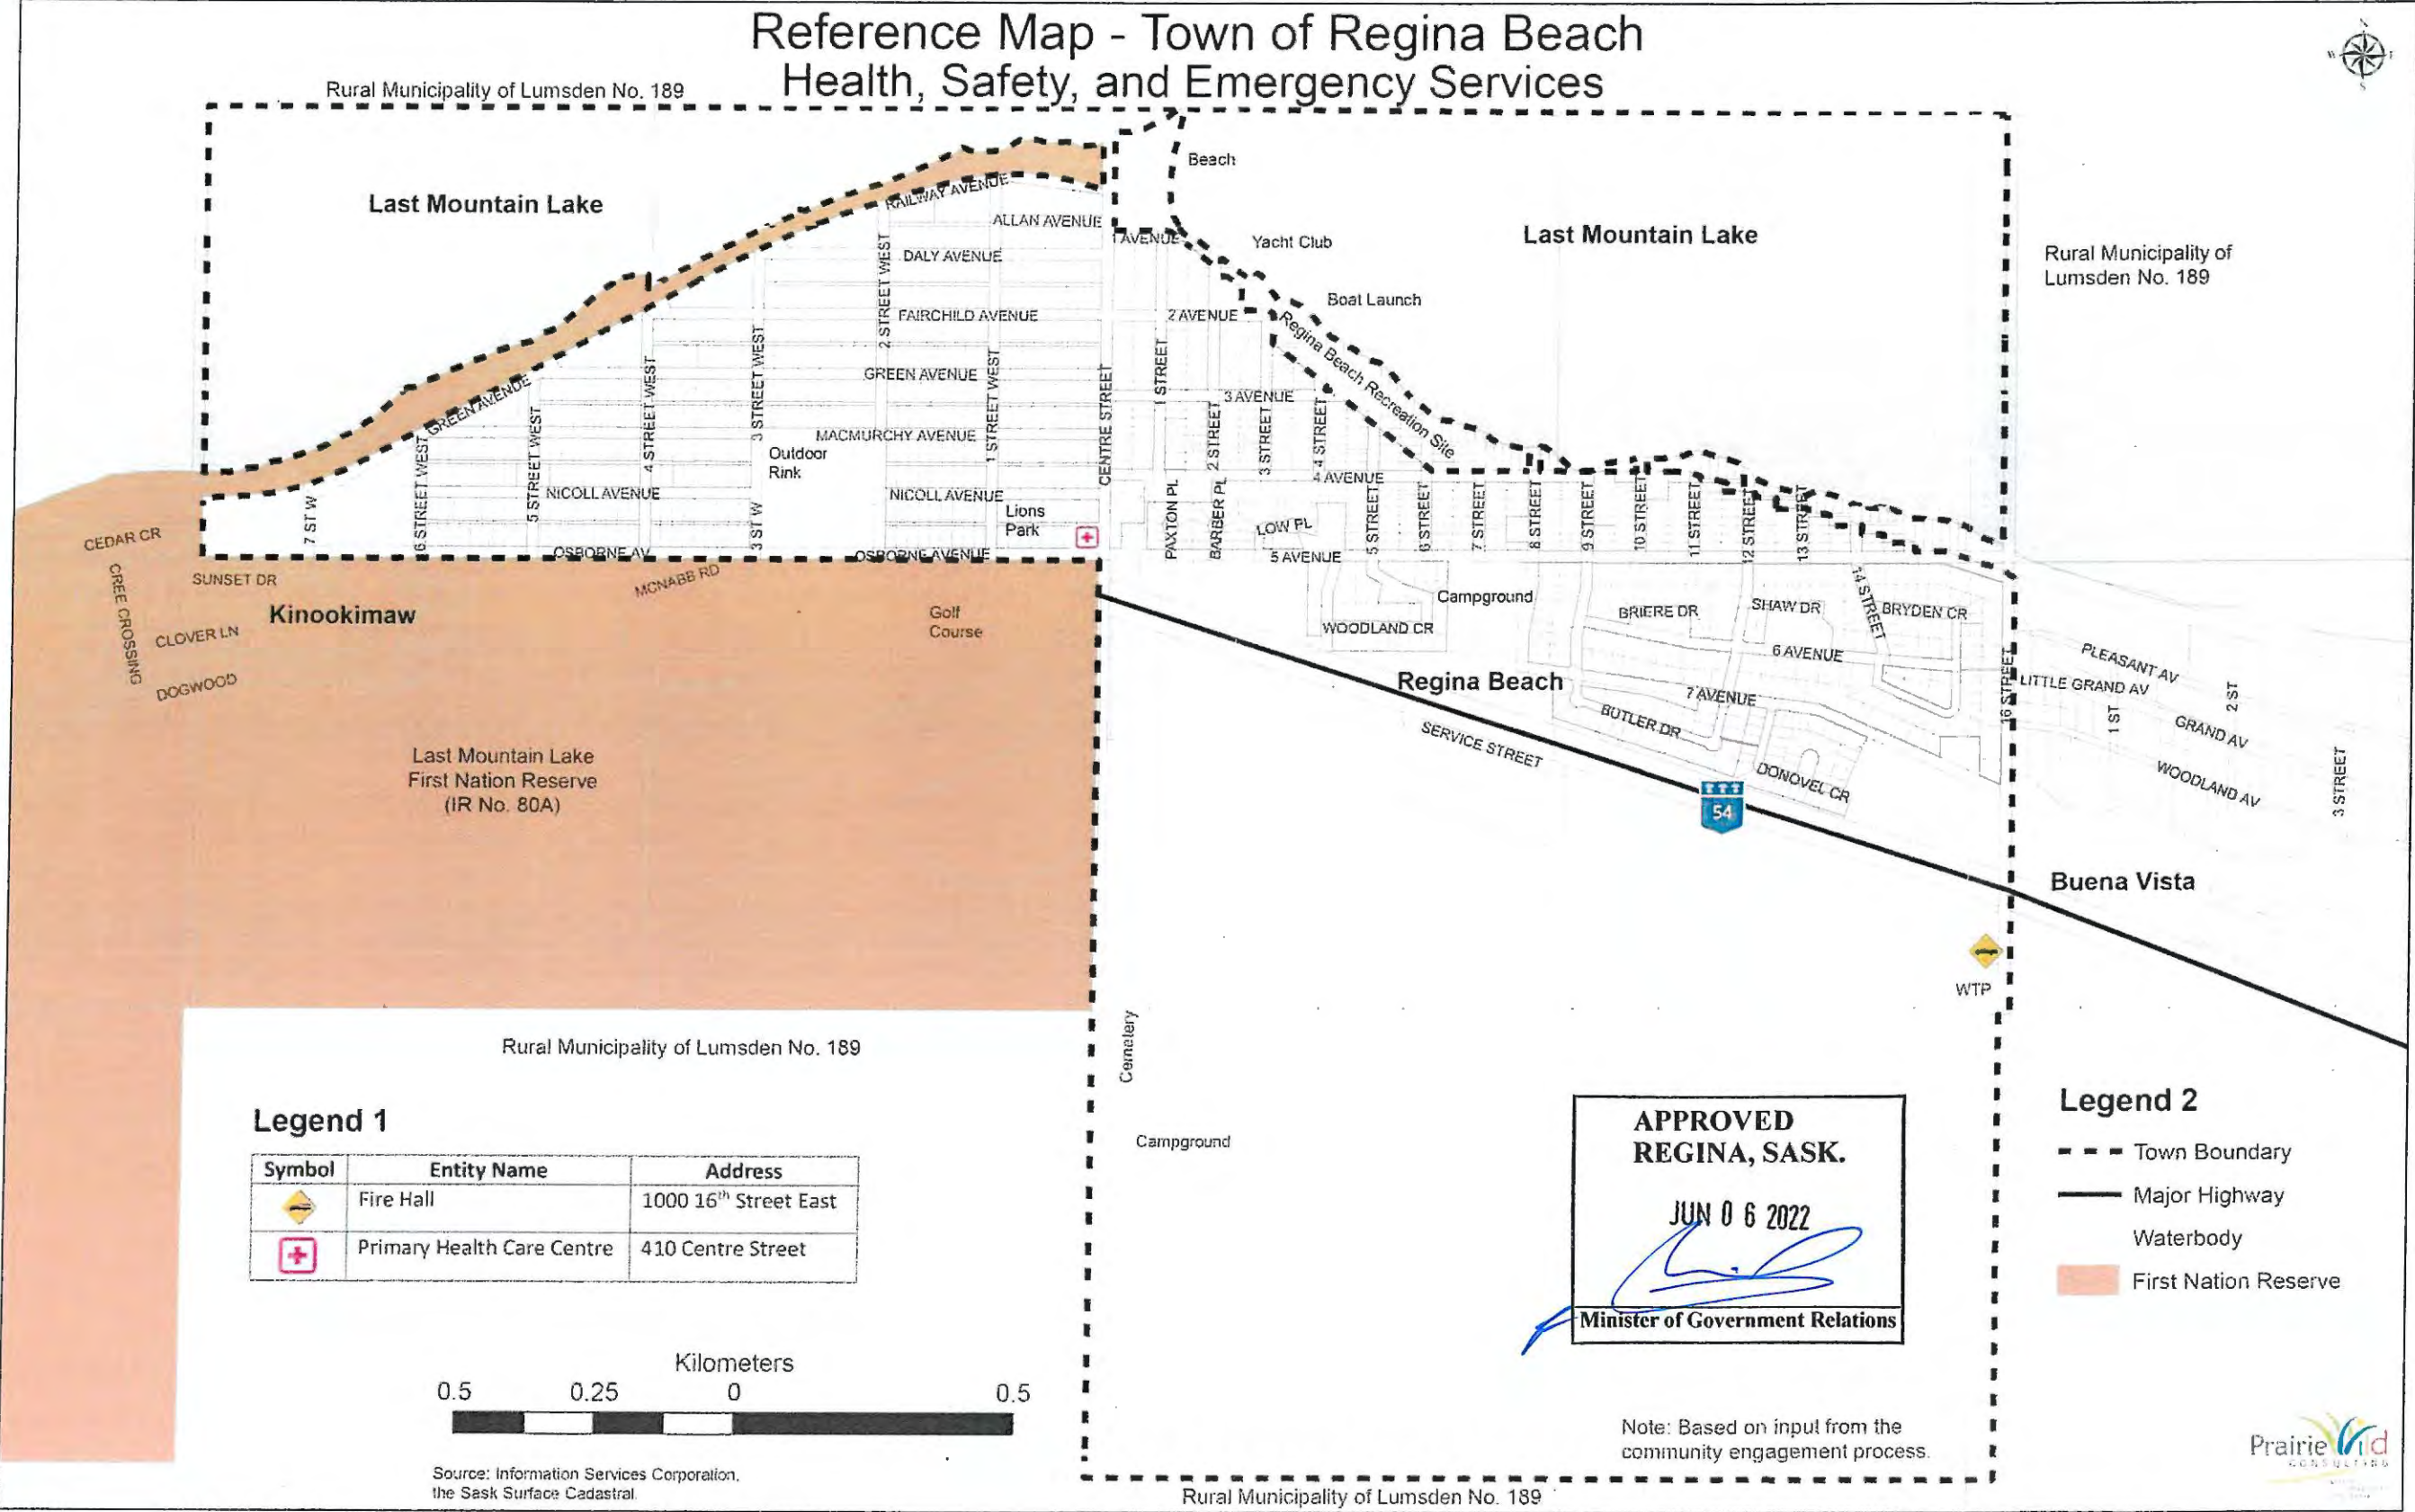 Reference Map - Town of Regina Beach
Health, Safety, and Emergency Services
Rural Municipality of Lumsden No. 189
Last Mountain Lake
Beach
Yacht Club
Boat Launch
Last Mountain Lake
Rural Municipality of
Lumsden No. 189
RAILWAY AVENUE
ALLAN AVENUE
1 AVENUE
DALY AVENUE
2 STREET WEST
FAIRCHILD AVENUE
2 AVENUE
Regina Beach Recreation Site
GREEN AVENUE
GREEN AVENUE
3 AVENUE
MACMURCHY AVENUE
Outdoor
Rink
4 AVENUE
NICOLL AVENUE
NICOLL AVENUE
Lions
Park
7 ST W
6 STREET WEST
5 STREET WEST
4 STREET WEST
3 STREET WEST
3 ST W
1 STREET WEST
CENTRE STREET
1 STREET
PAXTON PL
2 STREET
BARBER PL
3 STREET
4 STREET
LOW PL
5 STREET
6 STREET
7 STREET
8 STREET
9 STREET
10 STREET
11 STREET
12 STREET
13 STREET
OSBORNE AV
OSBORNE AVENUE
5 AVENUE
CEDAR CR
CREE CROSSING
SUNSET DR
MCNABB RD
Kinookimaw
CLOVER LN
DOGWOOD
Golf
Course
Campground
WOODLAND CR
BRIERE DR
SHAW DR
14 STREET
BRYDEN CR
6 AVENUE
16 STREET
PLEASANT AV
LITTLE GRAND AV
1 ST
2 ST
GRAND AV
WOODLAND AV
3 STREET
Regina Beach
7 AVENUE
BUTLER DR
SERVICE STREET
DONOVEL CR
54
Last Mountain Lake
First Nation Reserve
(IR No. 80A)
Buena Vista
WTP
Rural Municipality of Lumsden No. 189
Cemetery
Campground
Legend 1
Symbol Entity Name Address
Fire Hall 1000 16th Street East
Primary Health Care Centre 410 Centre Street
Kilometers
0.5 0.25 0 0.5
Source: Information Services Corporation,
the Sask Surface Cadastral.
APPROVED
REGINA, SASK.
JUN 0 6 2022
Minister of Government Relations
Legend 2
Town Boundary
Major Highway
Waterbody
First Nation Reserve
Note: Based on input from the
community engagement process.
Rural Municipality of Lumsden No. 189
Prairie Wild
CONSULTING